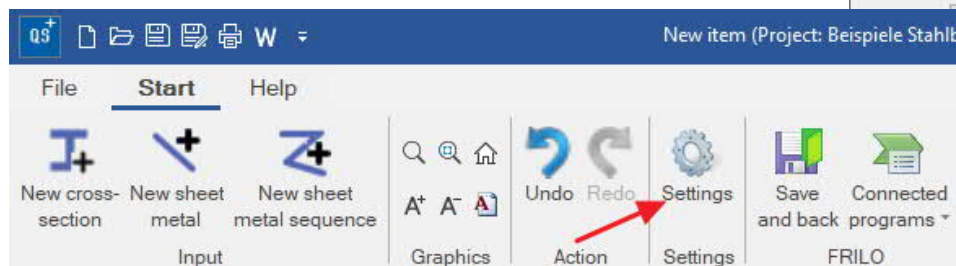 QS+ W New item (Project: Beispiele Stahlb
File Start Help
New cross-
section
New sheet
metal
New sheet
metal sequence
A+ A- A
Undo Redo
Settings
Save
and back
Connected
programs
Input Graphics Action Settings FRILO